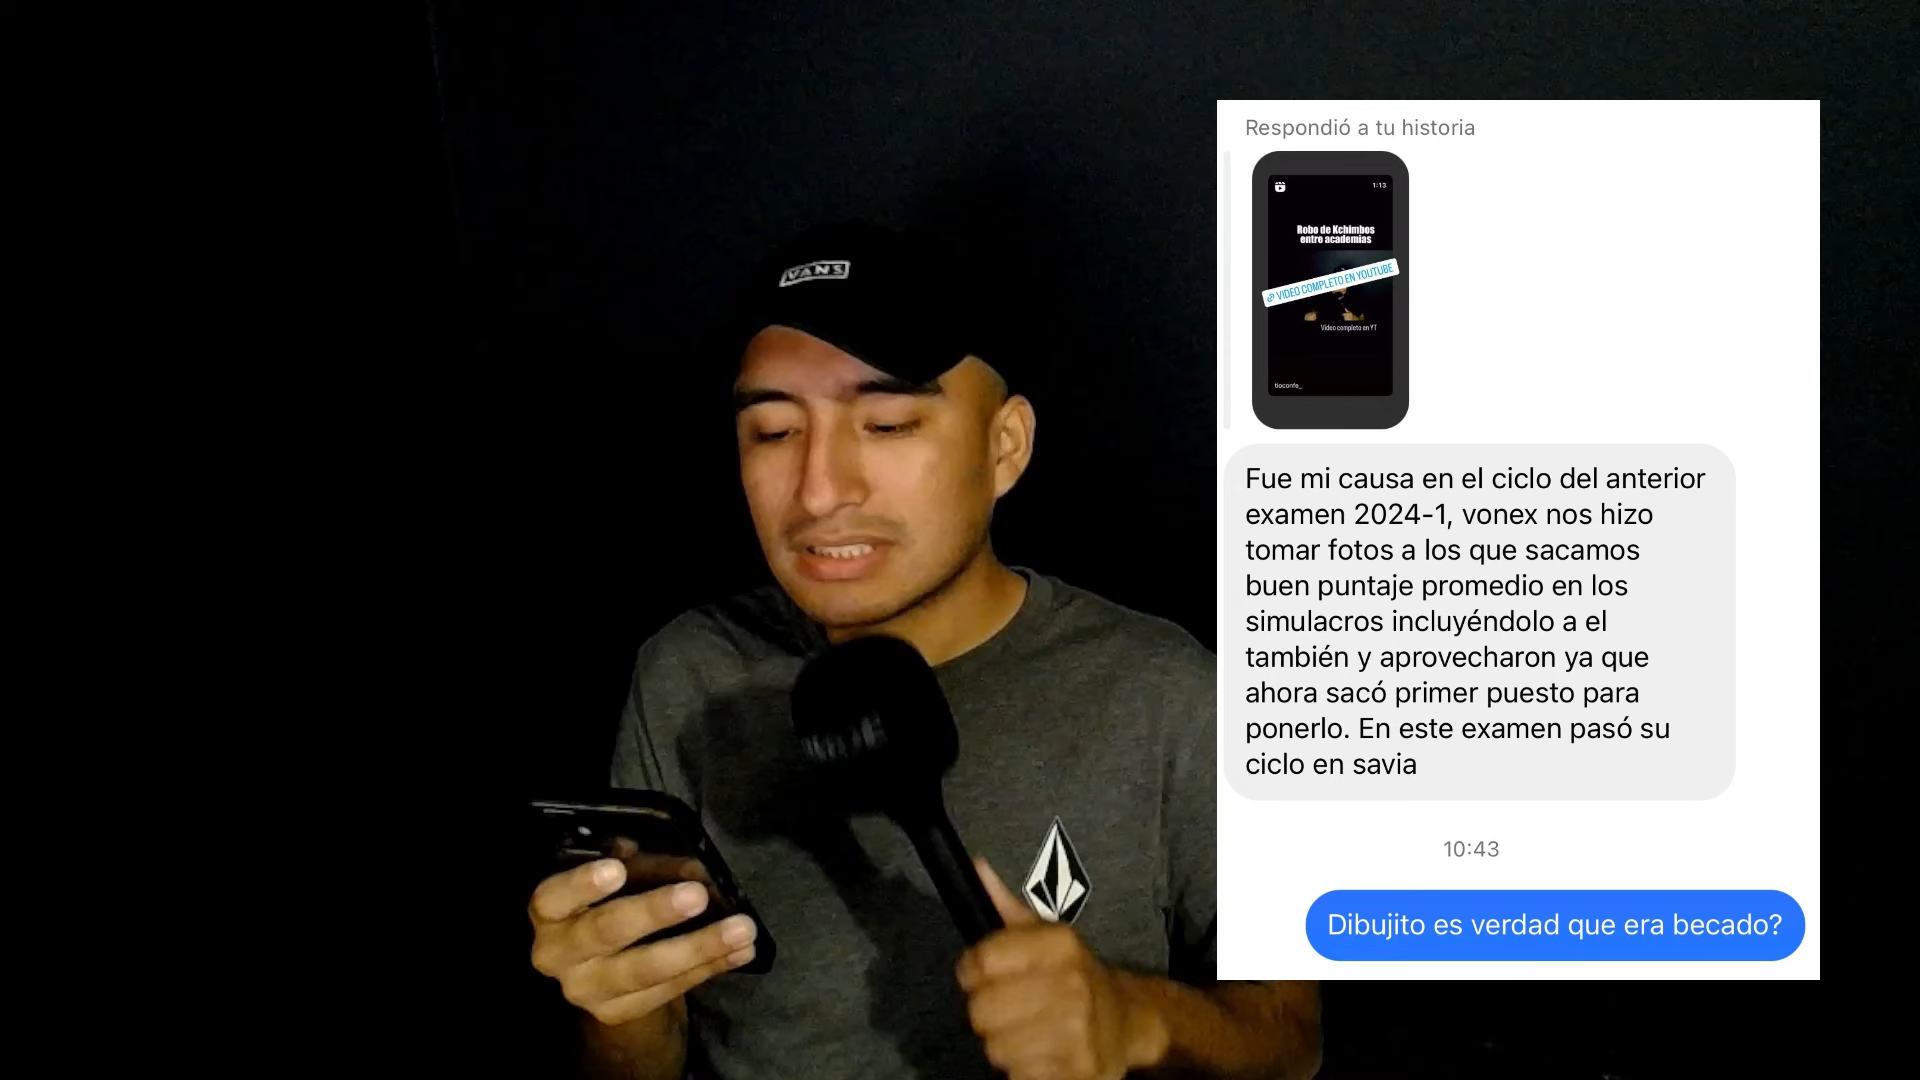 VANS
Respondió a tu historia
1:13
Robo de Kchimbos
entre academias
VIDEO COMPLETO EN YOUTUBE
Video completo en YT
tioconfe_
Fue mi causa en el ciclo del anterior
examen 2024-1, vonex nos hizo
tomar fotos a los que sacamos
buen puntaje promedio en los
simulacros incluyéndolo a el
también y aprovecharon ya que
ahora sacó primer puesto para
ponerlo. En este examen pasó su
ciclo en savia
10:43
Dibujito es verdad que era becado?